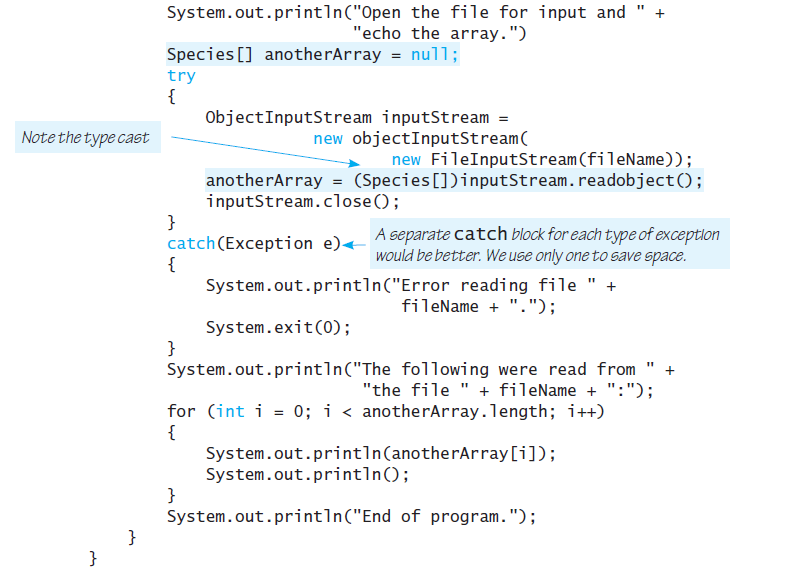 System.out.println("Open the file for input and " +
"echo the array.")
Species[] anotherArray = null;
try
{
ObjectInputStream inputStream =
new objectInputStream(
Note the type cast
new FileInputStream(fileName));
anotherArray = (Species[])inputStream.readobject();
inputStream.close();
}
catch(Exception e)
A separate catch block for each type of exception
would be better. We use only one to save space.
{
System.out.println("Error reading file " +
fileName + ".");
System.exit(0);
}
System.out.println("The following were read from " +
"the file " + fileName + ":");
for (int i = 0; i < anotherArray.length; i++)
{
System.out.println(anotherArray[i]);
System.out.println();
}
System.out.println("End of program.");
}
}